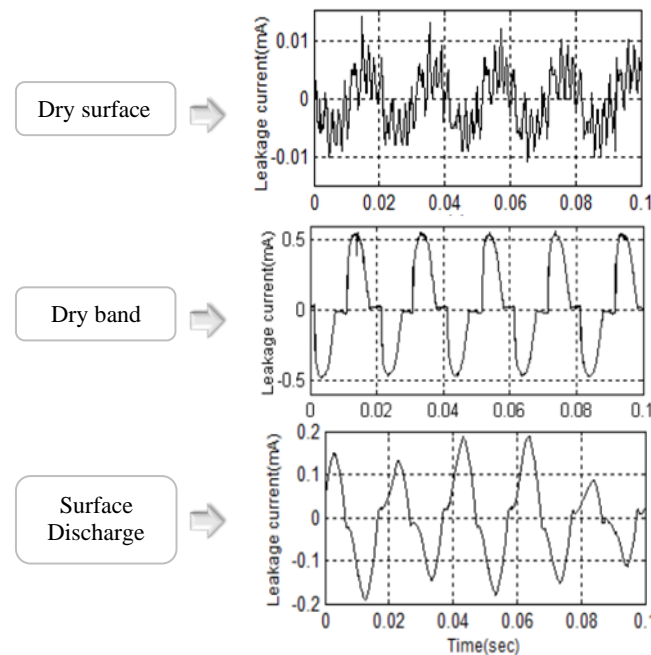 Dry surface
Leakage current(mA)
0.01
0
-0.01
0 0.02 0.04 0.06 0.08 0.1
Dry band
Leakage current(mA)
0.5
0
-0.5
0 0.02 0.04 0.06 0.08 0.1
Surface
Discharge
Leakage current(mA)
0.2
0.1
0
-0.1
-0.2
0 0.02 0.04 0.06 0.08 0.1
Time(sec)